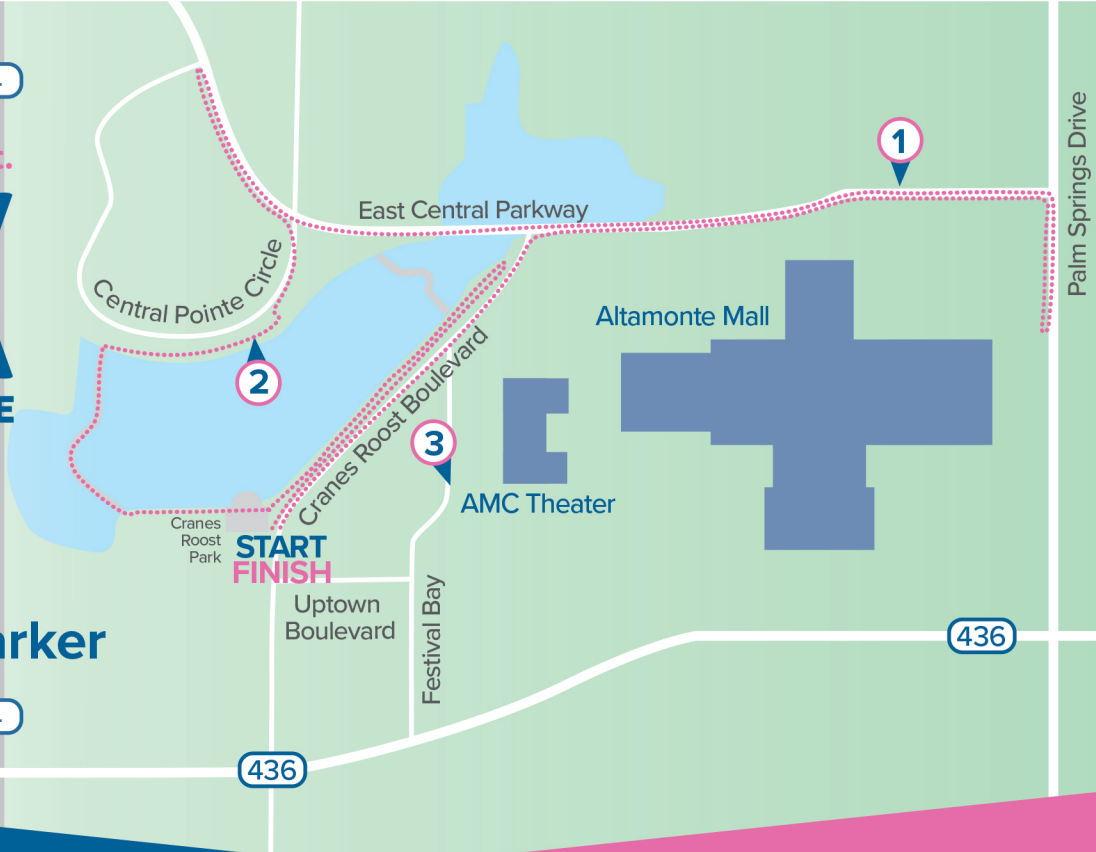 1
East Central Parkway
Palm Springs Drive
Central Pointe Circle
Altamonte Mall
2
Cranes Roost Boulevard
3
AMC Theater
Cranes
Roost
Park
START
FINISH
E
Uptown
Boulevard
Festival Bay
arker
436
436